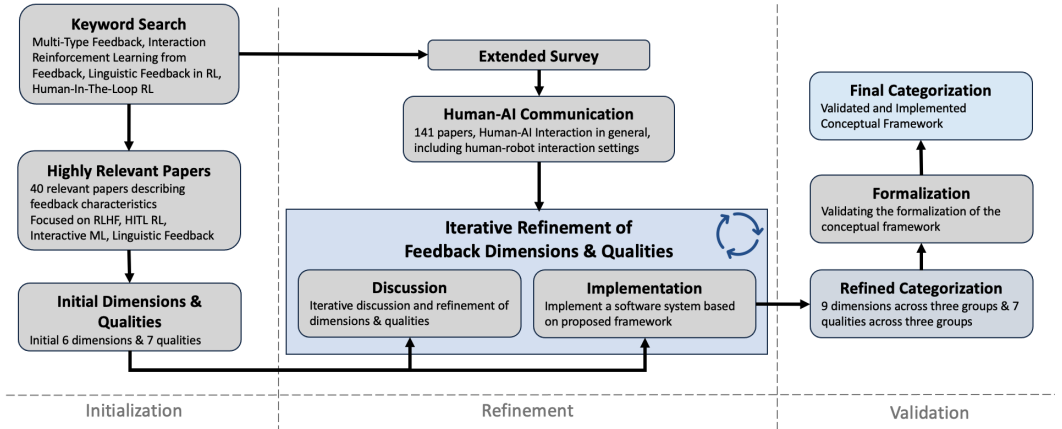 Keyword Search
Multi-Type Feedback, Interaction
Reinforcement Learning from
Feedback, Linguistic Feedback in RL,
Human-In-The-Loop RL
Highly Relevant Papers
40 relevant papers describing
feedback characteristics
Focused on RLHF, HITL RL,
Interactive ML, Linguistic Feedback
Initial Dimensions &
Qualities
Initial 6 dimensions & 7 qualities
Extended Survey
Human-AI Communication
141 papers, Human-AI Interaction in general,
including human-robot interaction settings
Iterative Refinement of
Feedback Dimensions & Qualities
Discussion
Iterative discussion and refinement of
dimensions & qualities
Implementation
Implement a software system based
on proposed framework
Final Categorization
Validated and Implemented
Conceptual Framework
Formalization
Validating the formalization of the
conceptual framework
Refined Categorization
9 dimensions across three groups & 7
qualities across three groups
Initialization
Refinement
Validation